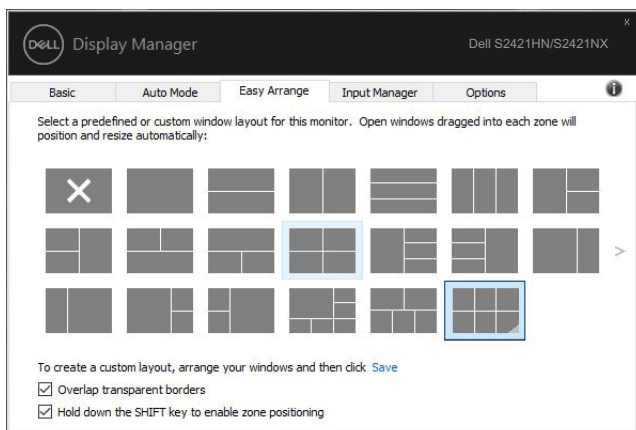 DELL Display Manager
Dell S2421HN/S2421NX
x
Basic Auto Mode Easy Arrange Input Manager Options i
Select a predefined or custom window layout for this monitor. Open windows dragged into each zone will
position and resize automatically:
>
To create a custom layout, arrange your windows and then click Save
Overlap transparent borders
Hold down the SHIFT key to enable zone positioning